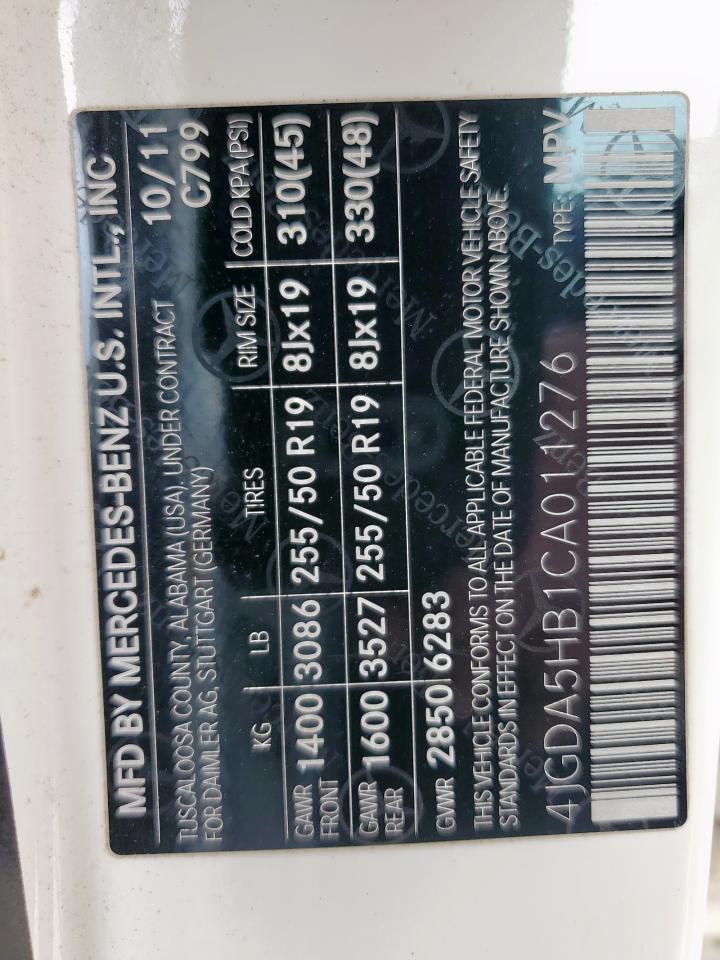 MFD BY MERCEDES-BENZ U.S. INTL., INC
TUSCALOOSA COUNTY, ALABAMA (USA), UNDER CONTRACT 10/11
FOR DAIMLER AG, STUTTGART (GERMANY) C799
KG LB TIRES RIM SIZE COLD KPA(PSI)
GAWR FRONT 1400 3086 255/50 R19 8Jx19 310(45)
GAWR REAR 1600 3527 255/50 R19 8Jx19 330(48)
GVWR 2850 6283
THIS VEHICLE CONFORMS TO ALL APPLICABLE FEDERAL MOTOR VEHICLE SAFETY
STANDARDS IN EFFECT ON THE DATE OF MANUFACTURE SHOWN ABOVE.
4JGDA5HB1CA011276 TYPE: MPV